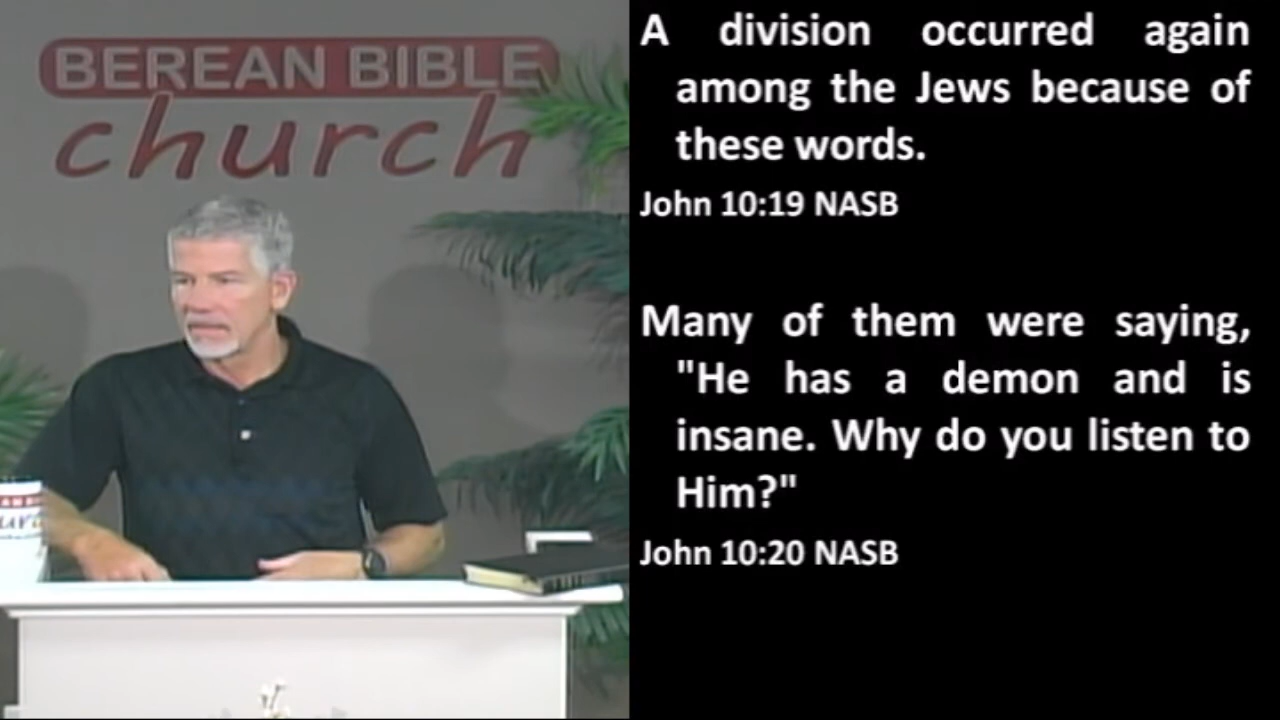 BEREAN BIBLE
church
A division occurred again
among the Jews because of
these words.
John 10:19 NASB
Many of them were saying,
"He has a demon and is
insane. Why do you listen to
Him?"
John 10:20 NASB